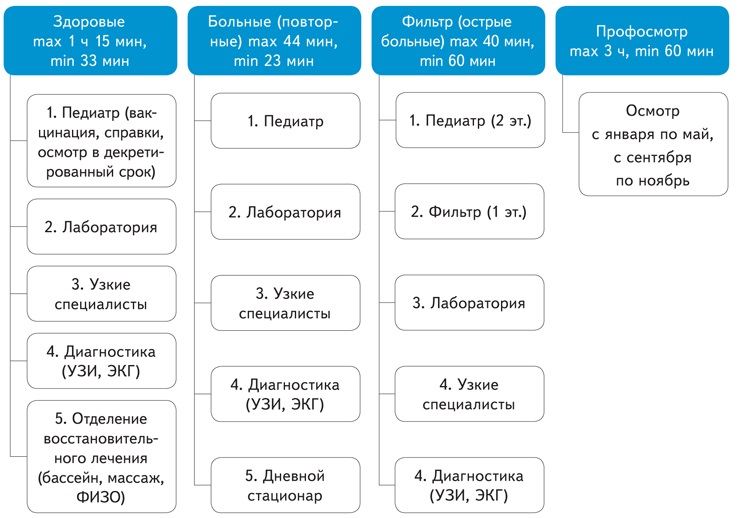 Здоровые
max 1 ч 15 мин,
min 33 мин
1. Педиатр (вак-
цинация, справки,
осмотр в декрети-
рованный срок)
2. Лаборатория
3. Узкие
специалисты
4. Диагностика
(УЗИ, ЭКГ)
5. Отделение
восстановитель-
ного лечения
(бассейн, массаж,
ФИЗО)
Больные (повтор-
ные) max 44 мин,
min 23 мин
1. Педиатр
2. Лаборатория
3. Узкие
специалисты
4. Диагностика
(УЗИ, ЭКГ)
5. Дневной
стационар
Фильтр (острые
больные) max 40 мин,
min 60 мин
1. Педиатр (2 эт.)
2. Фильтр (1 эт.)
3. Лаборатория
4. Узкие
специалисты
4. Диагностика
(УЗИ, ЭКГ)
Профосмотр
max 3 ч, min 60 мин
Осмотр
с января по май,
с сентября
по ноябрь